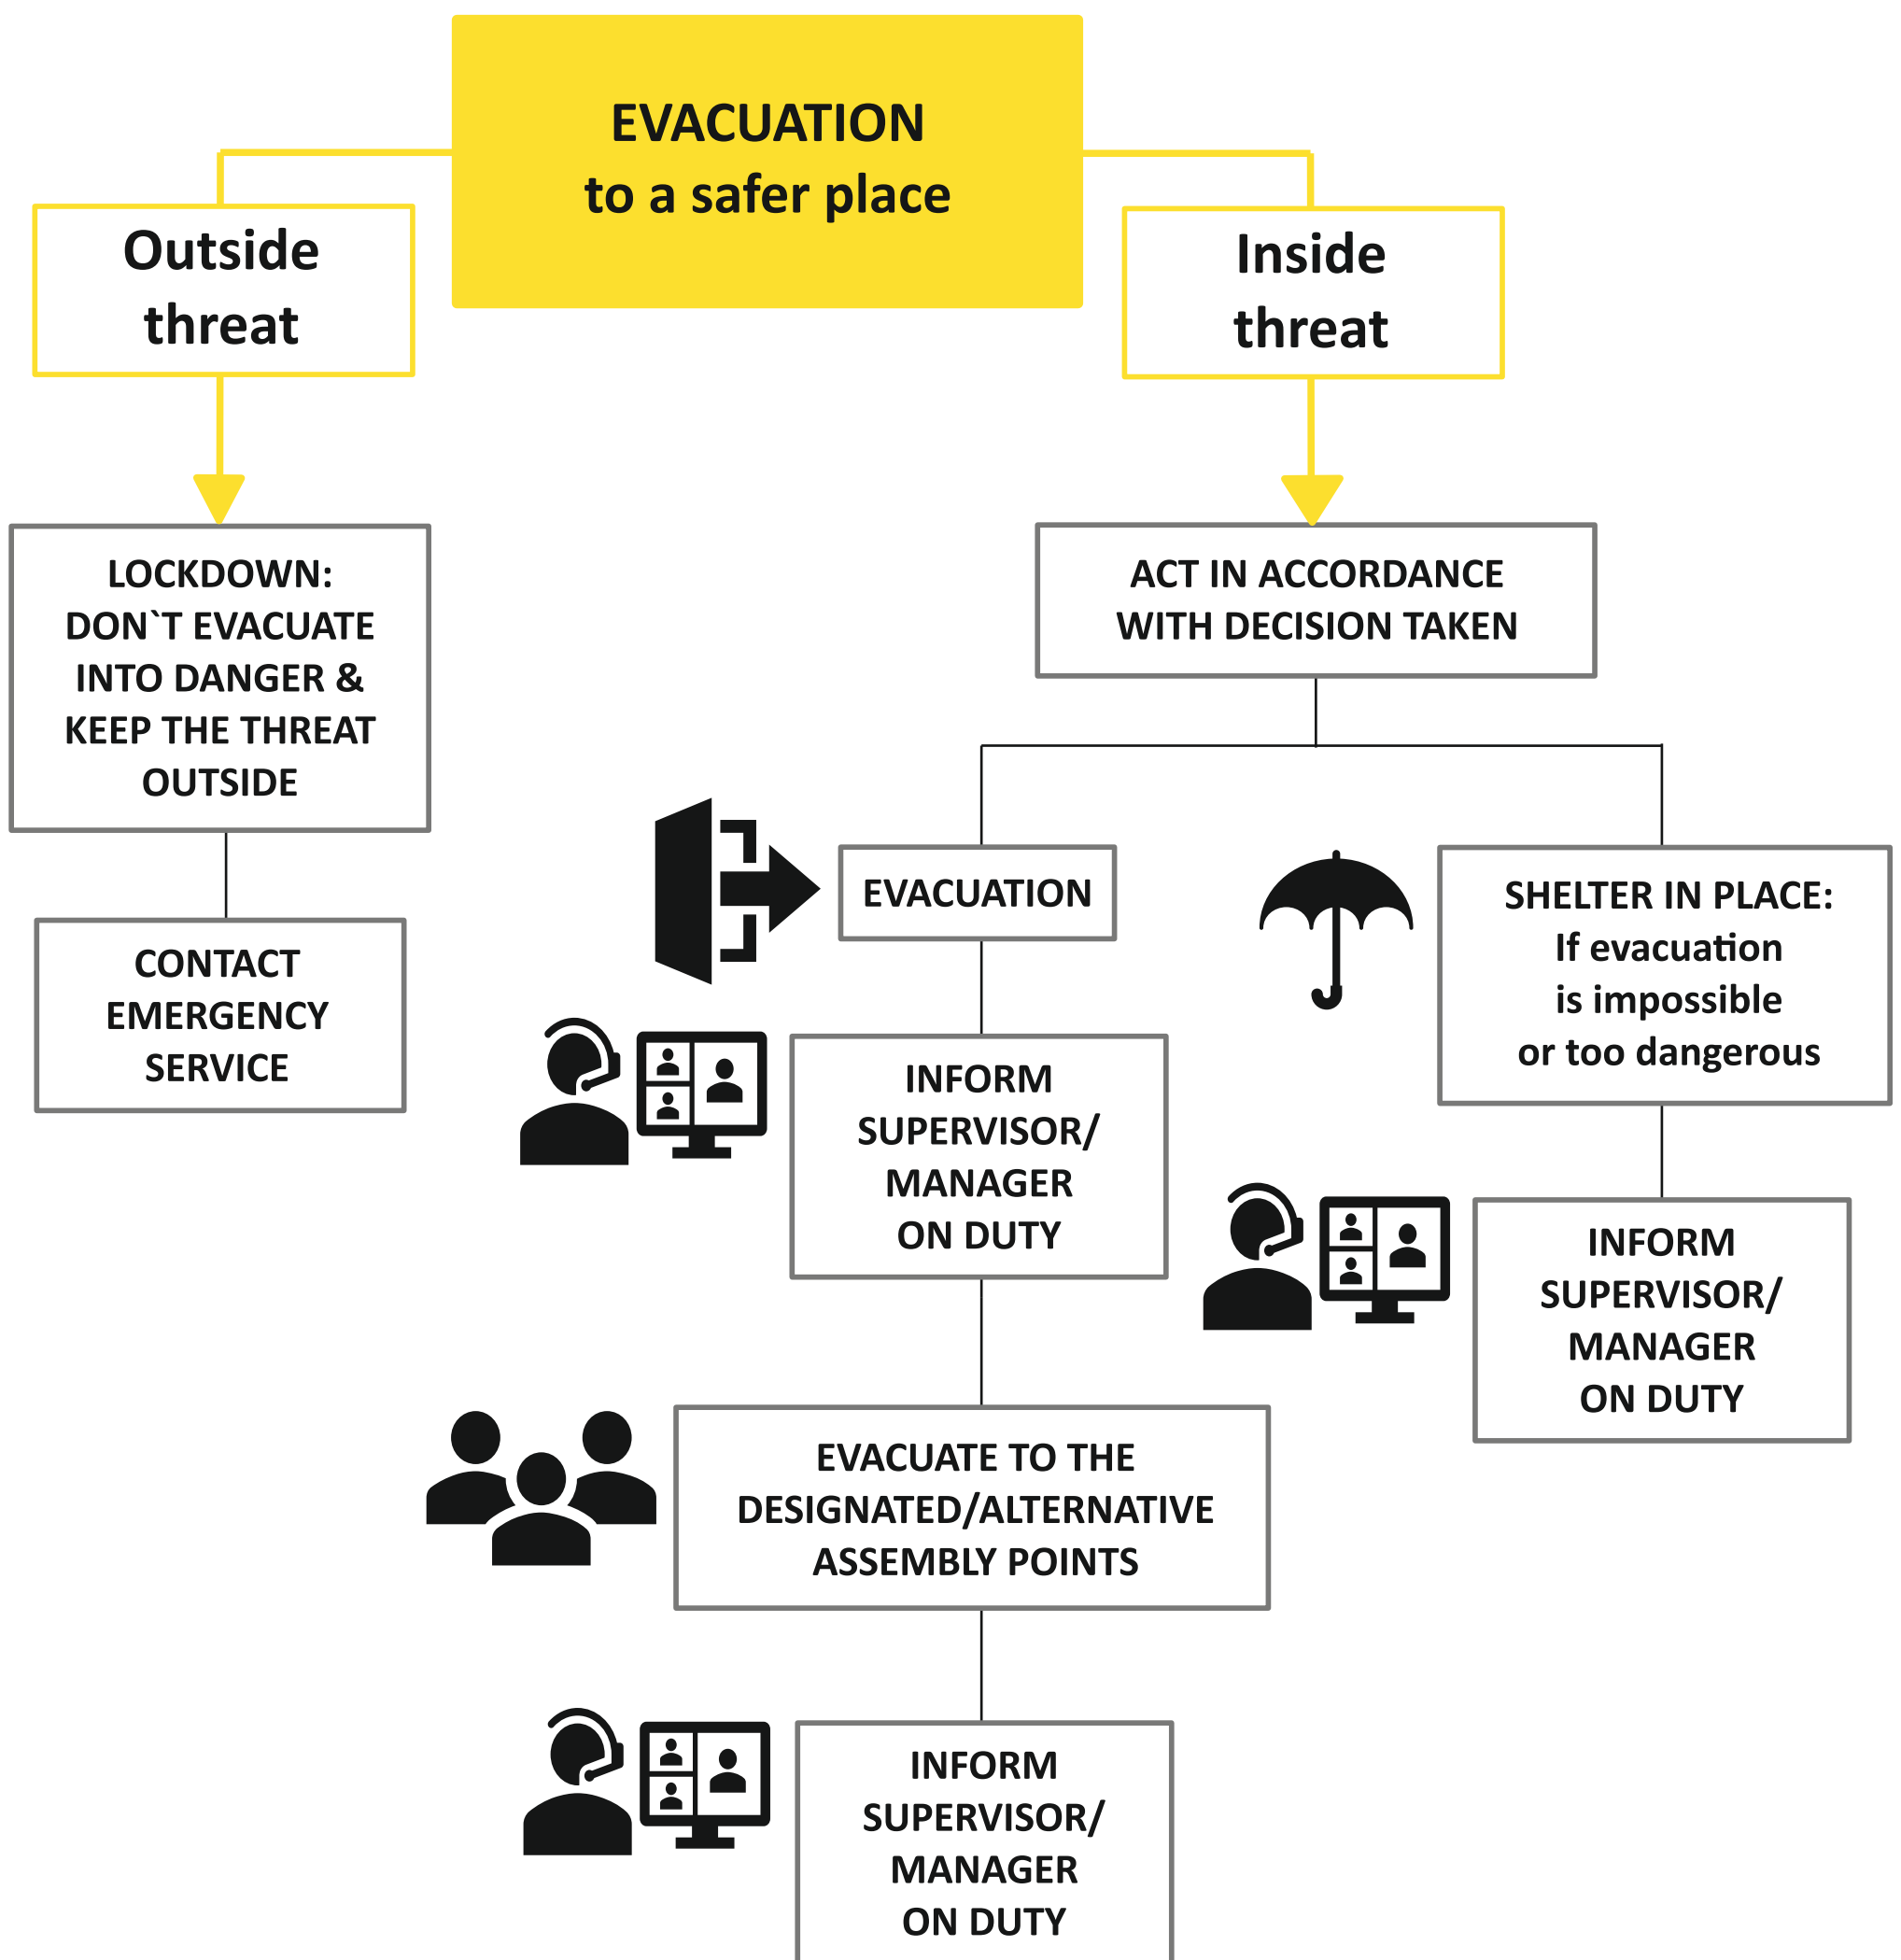 EVACUATION
to a safer place
Outside
threat
Inside
threat
LOCKDOWN:
DON`T EVACUATE
INTO DANGER &
KEEP THE THREAT
OUTSIDE
CONTACT
EMERGENCY
SERVICE
ACT IN ACCORDANCE
WITH DECISION TAKEN
EVACUATION
INFORM
SUPERVISOR/
MANAGER
ON DUTY
EVACUATE TO THE
DESIGNATED/ALTERNATIVE
ASSEMBLY POINTS
INFORM
SUPERVISOR/
MANAGER
ON DUTY
SHELTER IN PLACE:
If evacuation
is impossible
or too dangerous
INFORM
SUPERVISOR/
MANAGER
ON DUTY